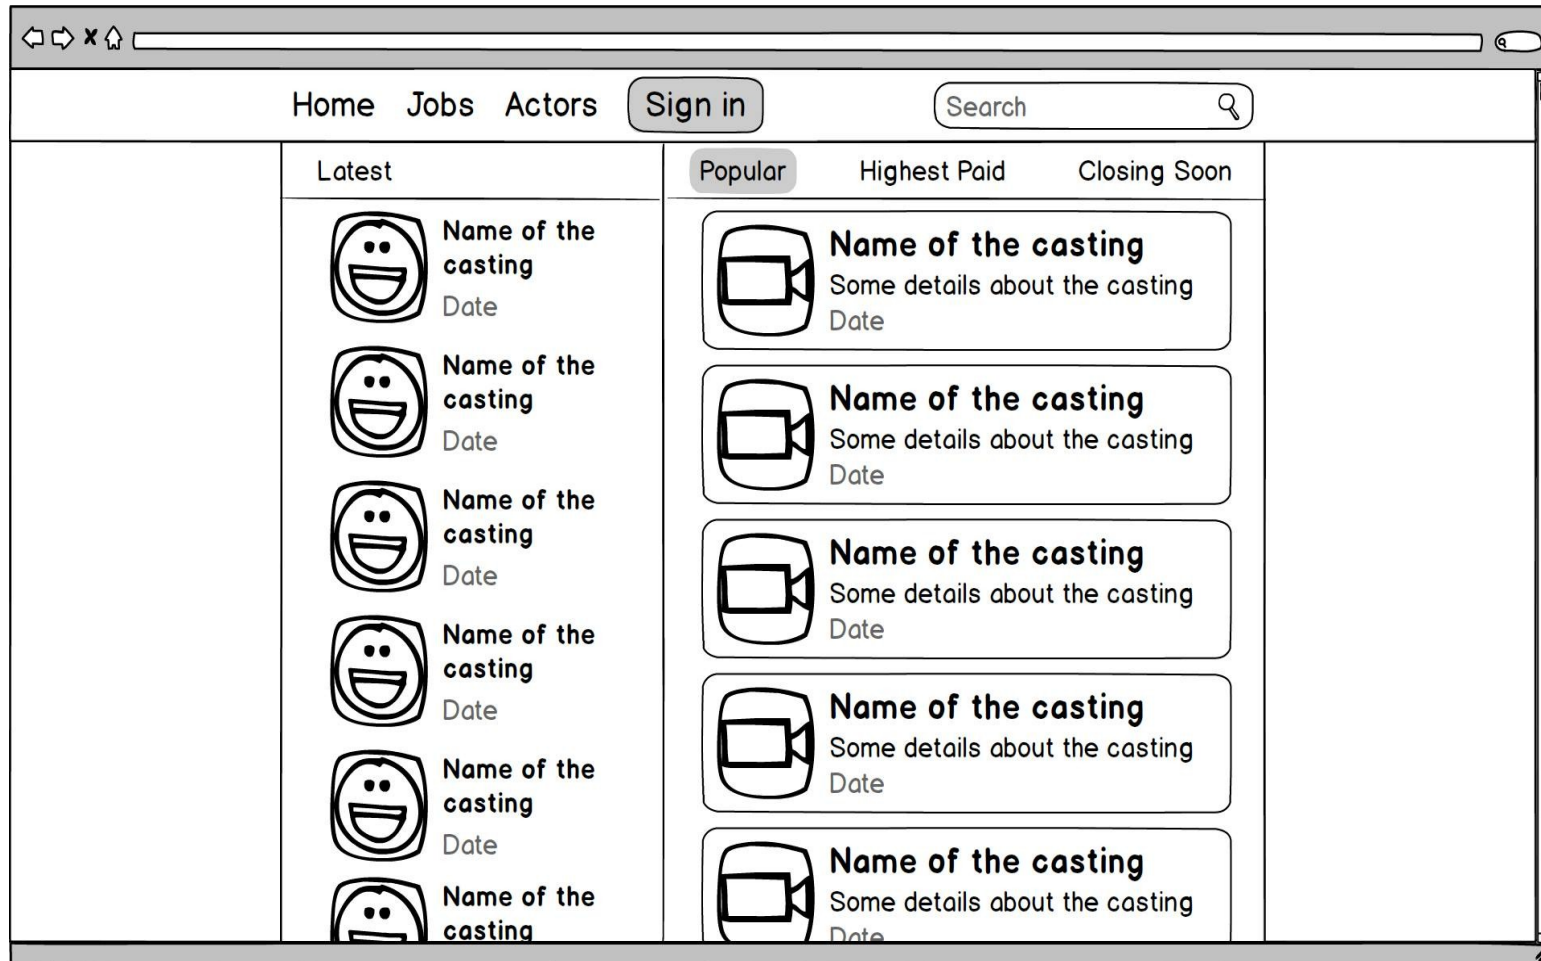 Home Jobs Actors Sign in Search
Latest
Name of the
casting
Date
Name of the
casting
Date
Name of the
casting
Date
Name of the
casting
Date
Name of the
casting
Date
Name of the
casting
Popular Highest Paid Closing Soon
Name of the casting
Some details about the casting
Date
Name of the casting
Some details about the casting
Date
Name of the casting
Some details about the casting
Date
Name of the casting
Some details about the casting
Date
Name of the casting
Some details about the casting
Date